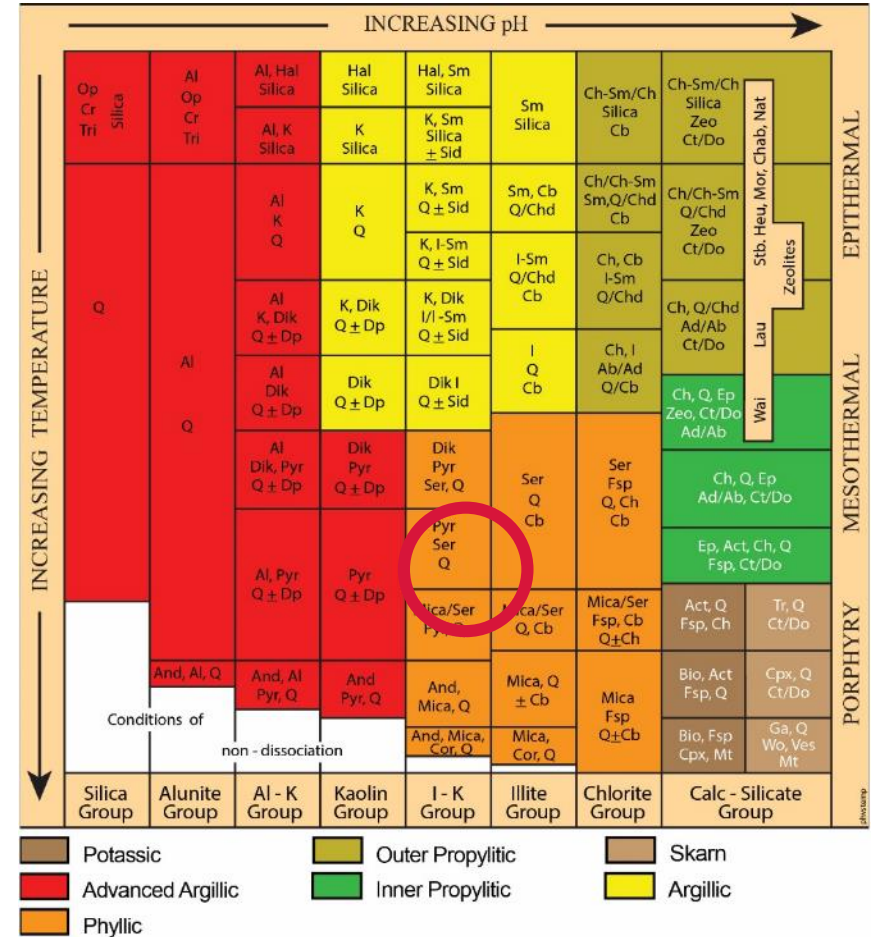 INCREASING pH
INCREASING TEMPERATURE
Op
Cr
Tri
Silica
Q
Al
Op
Cr
Tri
Al
Q
And, Al, Q
Al, Hal
Silica
Al, K
Silica
Al
K
Q
Al
K, Dik
Q ± Dp
Al
Dik
Q ± Dp
Al
Dik, Pyr
Q ± Dp
Al, Pyr
Q ± Dp
And, Al
Pyr, Q
Hal
Silica
K
Silica
K
Q
K, Dik
Q ± Dp
Dik
Q ± Dp
Dik
Pyr
Q ± Dp
Pyr
Q ± Dp
And
Pyr, Q
Hal, Sm
Silica
K, Sm
Silica
± Sid
K, Sm
Q ± Sid
K, I-Sm
Q ± Sid
K, Dik
I/I -Sm
Q ± Sid
Dik I
Q ± Sid
Dik
Pyr
Ser, Q
Pyr
Ser
Q
Mica/Ser
Pyr, Q
And,
Mica, Q
And, Mica,
Cor, Q
Sm
Silica
Sm, Cb
Q/Chd
I-Sm
Q/Chd
Cb
I
Q
Cb
Ser
Q
Cb
Mica/Ser
Q, Cb
Mica, Q
± Cb
Mica,
Cor, Q
Ch-Sm/Ch
Silica
Cb
Ch/Ch-Sm
Sm,Q/Chd
Cb
Ch, Cb
I-Sm
Q/Chd
Ch, I
Ab/Ad
Q/Cb
Ser
Fsp
Q, Ch
Cb
Mica/Ser
Fsp, Cb
Q±Ch
Mica
Fsp
Q±Cb
Ch-Sm/Ch
Silica
Zeo
Ct/Do
Ch/Ch-Sm
Q/Chd
Zeo
Ct/Do
Ch, Q/Chd
Ad/Ab
Ct/Do
Ch, Q, Ep
Zeo, Ct/Do
Ad/Ab
Ch, Q, Ep
Ad/Ab, Ct/Do
Ep, Act, Ch, Q
Fsp, Ct/Do
Act, Q
Fsp, Ch
Tr, Q
Ct/Do
Bio, Act
Fsp, Q
Cpx, Q
Ct/Do
Bio, Fsp
Cpx, Mt
Ga, Q
Wo, Ves
Mt
Stb. Heu, Mor, Chab, Nat
Zeolites
Lau
Wai
EPITHERMAL
MESOTHERMAL
PORPHYRY
Conditions of
non - dissociation
Silica
Group
Alunite
Group
Al - K
Group
Kaolin
Group
I - K
Group
Illite
Group
Chlorite
Group
Calc - Silicate
Group
Potassic
Outer Propylitic
Skarn
Advanced Argillic
Inner Propylitic
Argillic
Phyllic